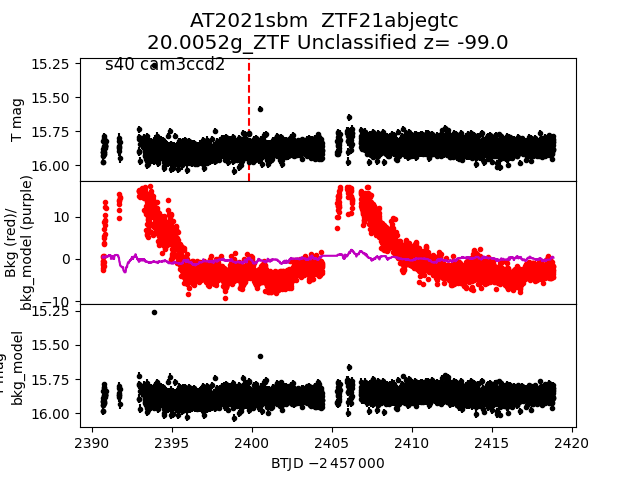 AT2021sbm ZTF21abjegtc
20.0052g_ZTF Unclassified z= -99.0
s40 cam3ccd2
T mag
15.25
15.50
15.75
16.00
Bkg (red)/
bkg_model (purple)
10
0
−10
bkg_model
15.25
15.50
15.75
16.00
2390 2395 2400 2405 2410 2415 2420
BTJD −2 457 000